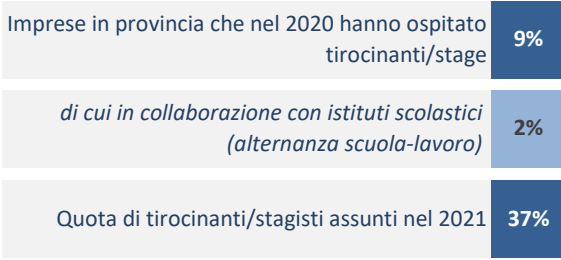 Imprese in provincia che nel 2020 hanno ospitato
tirocinanti/stage
9%
di cui in collaborazione con istituti scolastici
(alternanza scuola-lavoro)
2%
Quota di tirocinanti/stagisti assunti nel 2021
37%